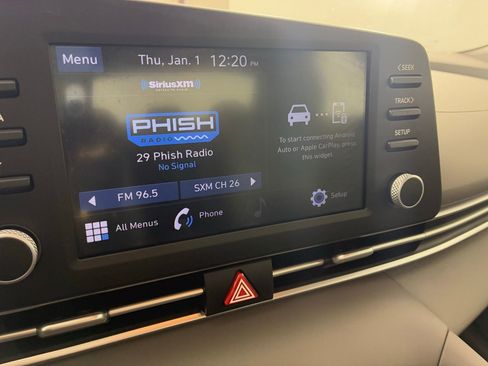 Menu
Thu, Jan. 1 12:20 PM
SiriusXM
PHISH
RADIO
29 Phish Radio
No Signal
To start connecting Android
Auto or Apple CarPlay, press
this widget.
FM 96.5
SXM CH 26
All Menus
Phone
Setup
SEEK
TRACK
SETUP